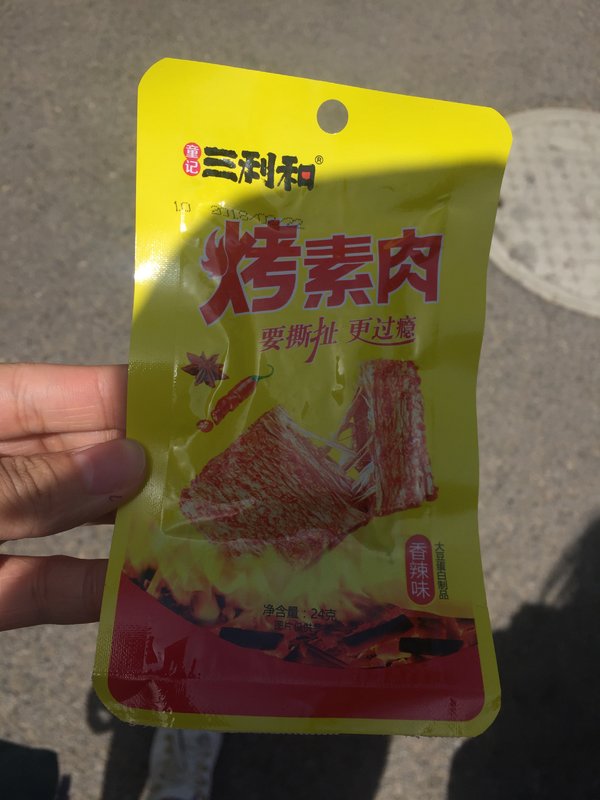 童记
三利和®
烤素肉
要撕扯 更过瘾
香辣味
大豆蛋白制品
净含量：24克